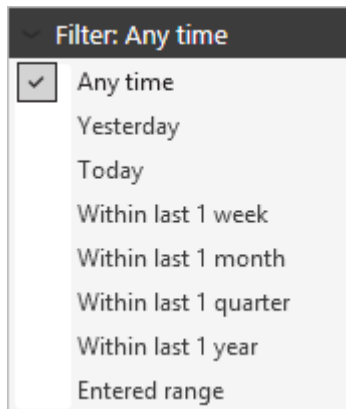 Filter: Any time
Any time
Yesterday
Today
Within last 1 week
Within last 1 month
Within last 1 quarter
Within last 1 year
Entered range